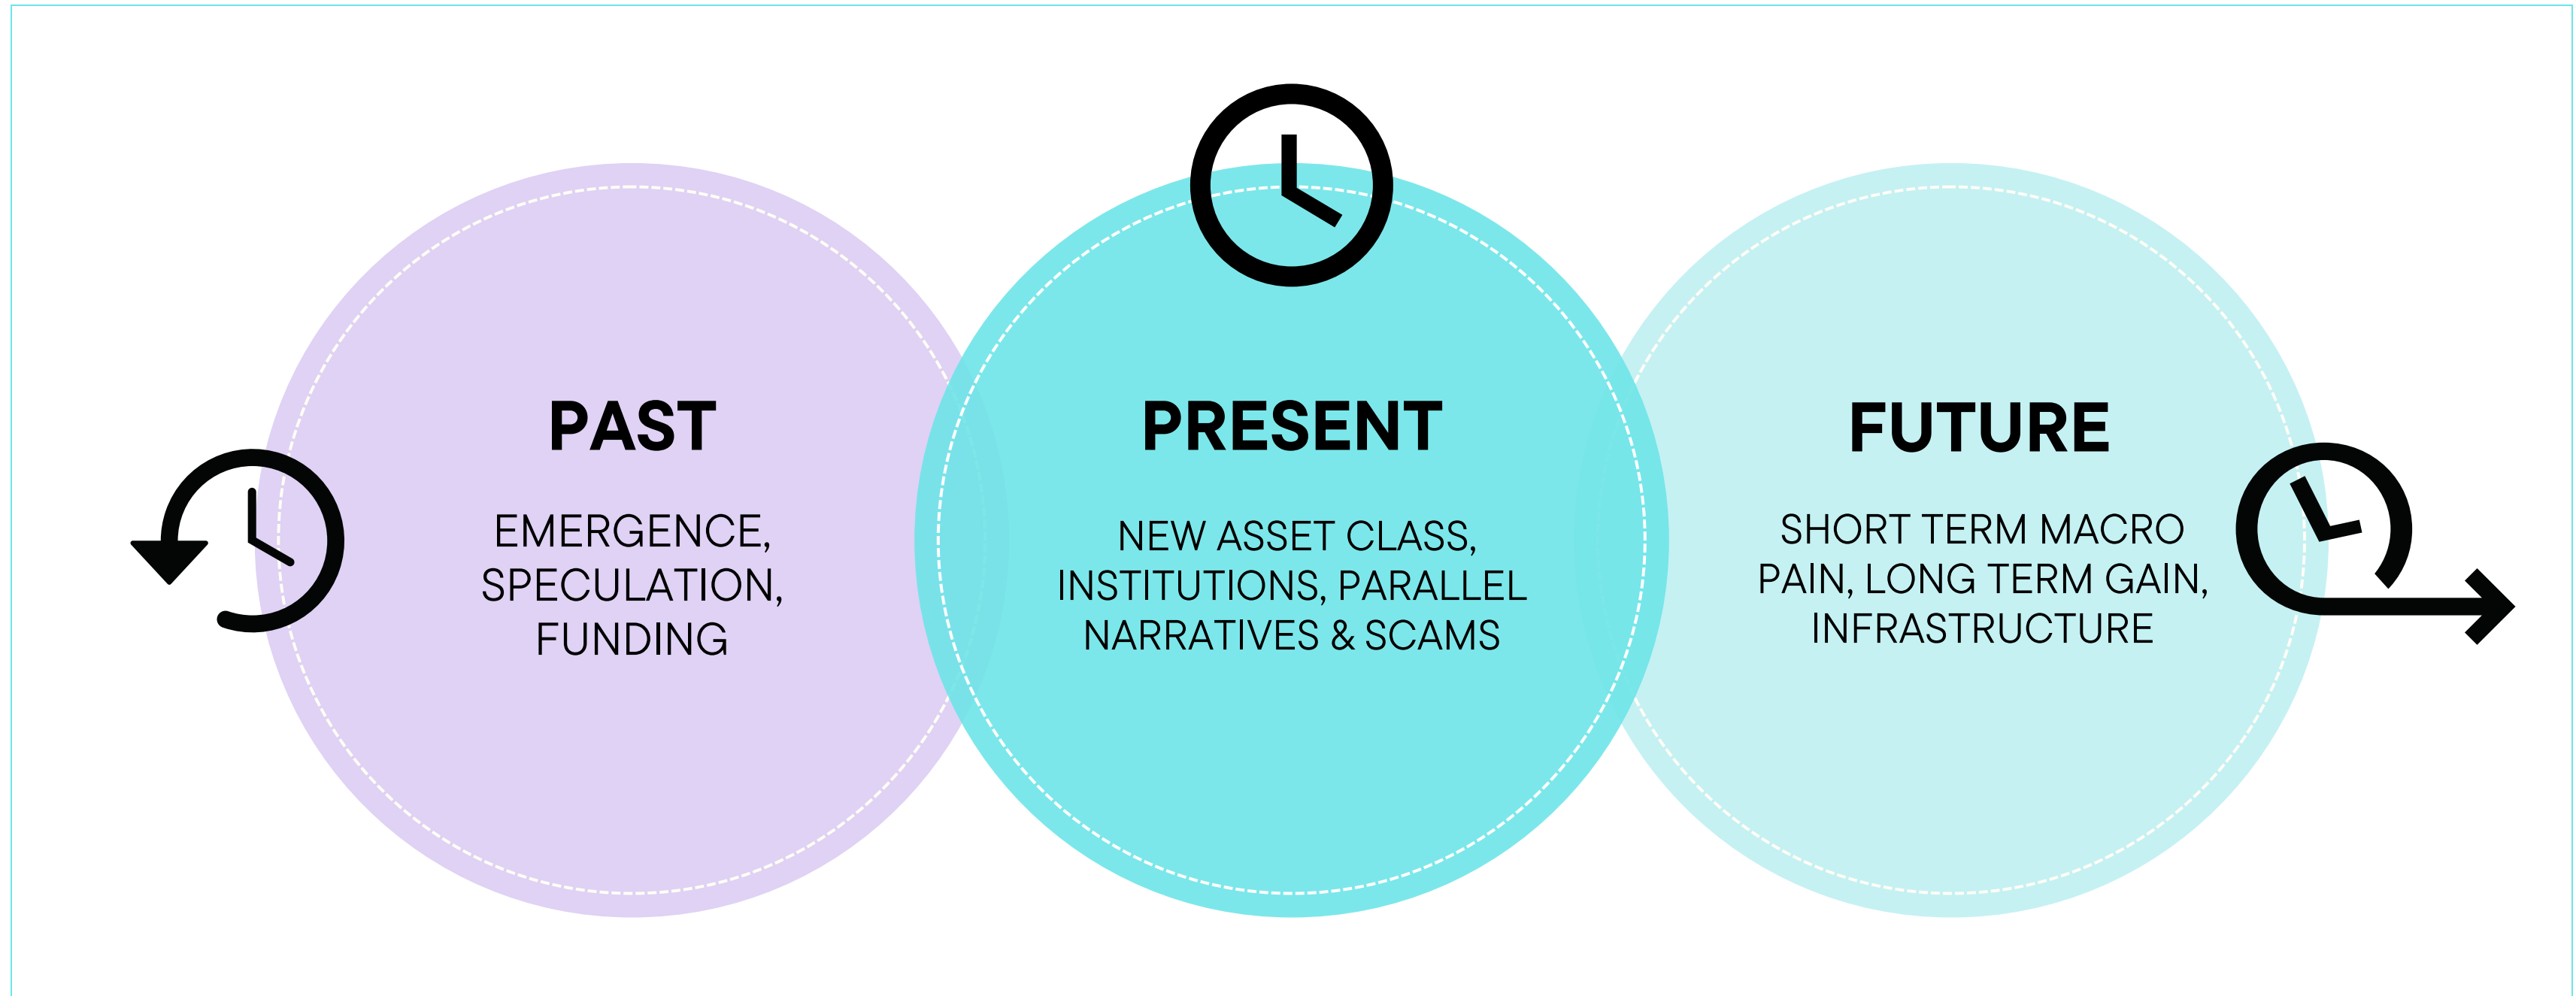 PAST
EMERGENCE,
SPECULATION,
FUNDING
PRESENT
NEW ASSET CLASS,
INSTITUTIONS, PARALLEL
NARRATIVES & SCAMS
FUTURE
SHORT TERM MACRO
PAIN, LONG TERM GAIN,
INFRASTRUCTURE